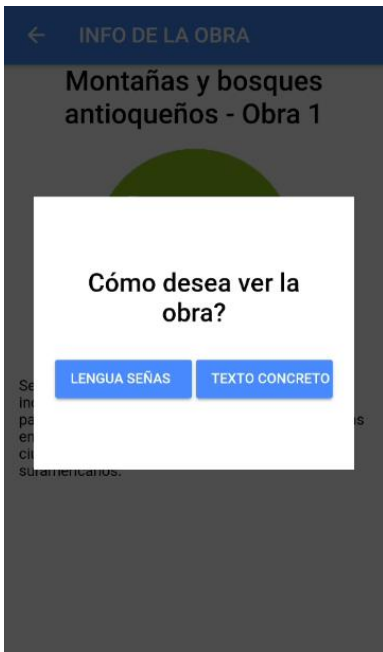 INFO DE LA OBRA
Montañas y bosques
antioqueños - Obra 1
Cómo desea ver la
obra?
LENGUA SEÑAS
TEXTO CONCRETO
suramericanos.